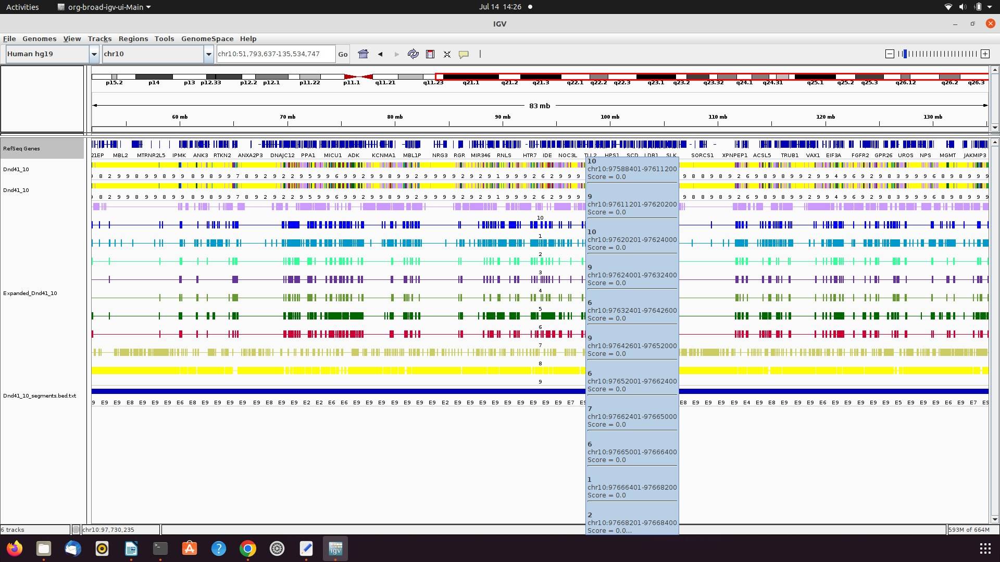 Activities org-broad-igv-ui-Main Jul 14 14:26
IGV
File Genomes View Tracks Regions Tools GenomeSpace Help
Human hg19 chr10 chr10:51,793,637-135,534,747 Go
p15.2 p14 p13 p12.33 p12.2 p12.1 p11.22 p11.1 q11.21 q11.23 q21.1 q21.2 q21.3 q22.1 q22.2 q22.3 q23.1 q23.2 q23.32 q24.1 q24.31 q25.1 q25.2 q25.3 q26.12 q26.2 q26.3
83 mb
60 mb 70 mb 80 mb 90 mb 100 mb 110 mb 120 mb 130 mb
RefSeq Genes
21EP MBL2 MTRNR2L5 IPMK ANK3 RTKN2 ANXA2P3 DNAJC12 PPA1 MICU1 ADK KCNMA1 MBL1P NRG3 RGR MIR346 RNLS HTR7 IDE NOC3L TLL2 HPS1 SCD LDB1 SLK SORCS1 XPNPEP1 ACSL5 TRUB1 VAX1 EIF3A FGFR2 GPR26 UROS NPS MGMT JAKMIP3
Dnd41_10
9 8 2 9 9 8 9 9 8 9 9 8 9 8 9 9 7 8 9 2 9 2 2 9 5 9 6 9 9 2 9 9 8 9 9 2 9 9 9 8 9 2 9 1 9 9 9 2 6 2 9 9 9 8 8 9 8 9 2 6 9 8 9 8 9 9 2 9 4 9 6 9 2 9 8 3 9 9 6 8 9 8 9 9
Dnd41_10
9 8 2 9 9 8 9 9 8 9 9 8 9 8 9 9 7 8 9 2 9 2 2 9 5 9 6 9 9 2 9 9 8 9 9 2 9 9 9 8 9 2 9 1 9 9 9 2 6 2 9 9 9 8 8 9 8 9 2 6 9 8 9 8 9 9 2 9 4 9 6 9 2 9 8 3 9 9 6 8 9 8 9 9
10
1
2
3
4
5
6
7
8
9
Expanded_Dnd41_10
Dnd41_10_segments.bed.txt
9 E9 E9 E8 E9 E9 E9 E6 E8 E9 E9 E9 E9 E9 E8 E9 E9 E2 E2 E6 E6 E9 E9 E9 E9 E9 E9 E9 E2 E9 E9 E9 E9 E9 E9 E9 E9 E7 E9 E8 E9 E9 E9 E9 E4 E9 E8 E9 E9 E9 E6 E9 E9 E9 E9 E9 E5 E9 E9 E9 E6 E9 E7 E9
10
chr10:97588401-97611200
Score = 0.0
9
chr10:97611201-97620200
Score = 0.0
10
chr10:97620201-97624000
Score = 0.0
9
chr10:97624001-97632400
Score = 0.0
6
chr10:97632401-97642600
Score = 0.0
9
chr10:97642601-97652000
Score = 0.0
6
chr10:97652001-97662400
Score = 0.0
7
chr10:97662401-97665000
Score = 0.0
6
chr10:97665001-97666400
Score = 0.0
1
chr10:97666401-97668200
Score = 0.0
2
chr10:97668201-97668400
Score = 0.0...
6 tracks chr10:97,730,235 593M of 664M
igv